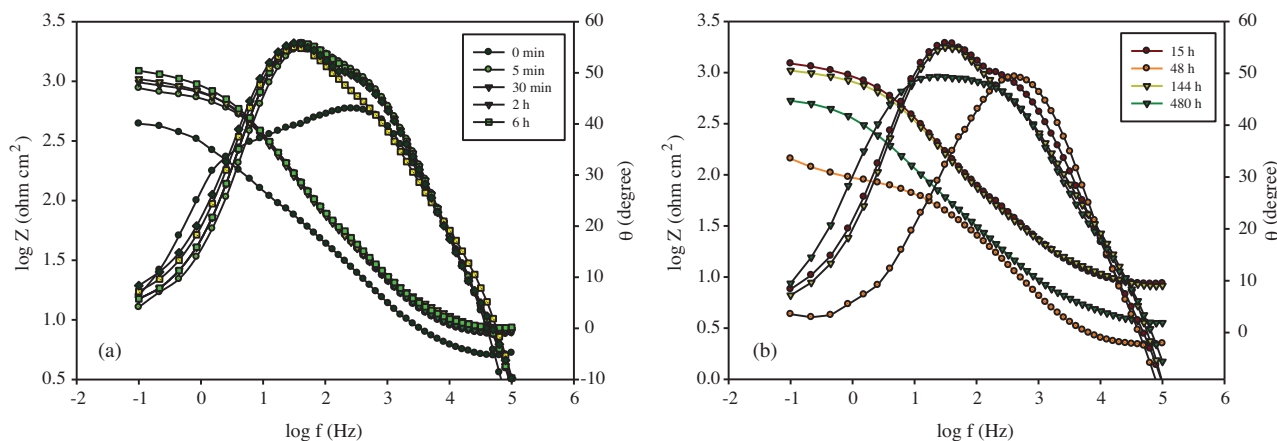 3.5
3.0
2.5
2.0
1.5
1.0
0.5
log Z (ohm cm2)
60
50
40
30
20
10
0
-10
θ (degree)
0 min
5 min
30 min
2 h
6 h
(a)
-2 -1 0 1 2 3 4 5 6
log f (Hz)
3.5
3.0
2.5
2.0
1.5
1.0
0.5
0.0
log Z (ohm cm2)
60
50
40
30
20
10
0
θ (degree)
15 h
48 h
144 h
480 h
(b)
-2 -1 0 1 2 3 4 5 6
log f (Hz)